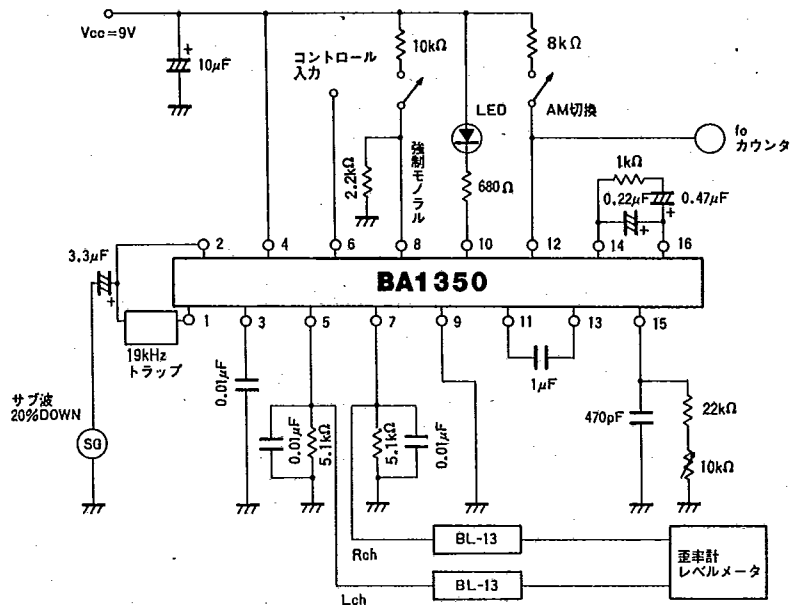 Vcc=9V
10μF
コントロール
入力
10kΩ
2.2kΩ
強制モノラル
LED
680Ω
8kΩ
AM切換
fo
カウンタ
1kΩ
0.22μF
0.47μF
3.3μF
2
4
6
8
10
12
14
16
BA1350
1
3
5
7
9
11
13
15
19kHz
トラップ
サブ波
20%DOWN
SG
0.01μF
0.01μF
5.1kΩ
5.1kΩ
0.01μF
1μF
470pF
22kΩ
10kΩ
Rch
BL-13
Lch
BL-13
歪率計
レベルメータ